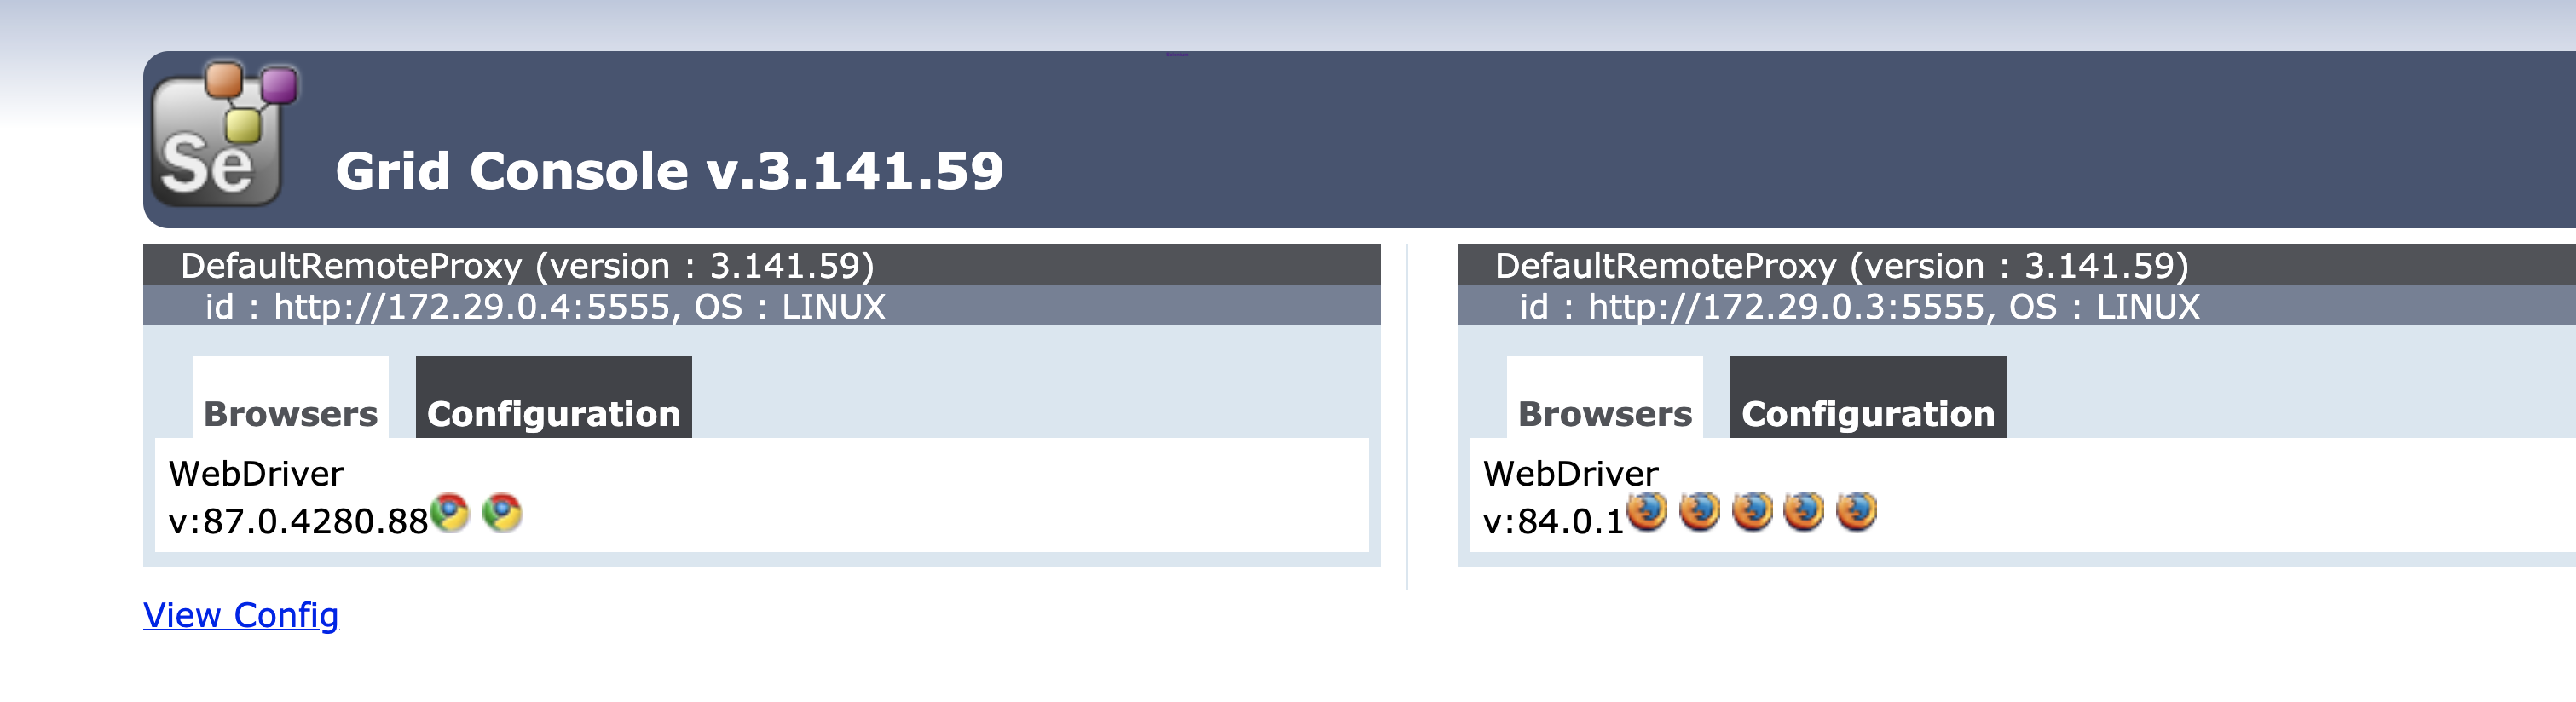 Se
Grid Console v.3.141.59
DefaultRemoteProxy (version : 3.141.59)
id : http://172.29.0.4:5555, OS : LINUX
Browsers Configuration
WebDriver
v:87.0.4280.88
View Config
DefaultRemoteProxy (version : 3.141.59)
id : http://172.29.0.3:5555, OS : LINUX
Browsers Configuration
WebDriver
v:84.0.1